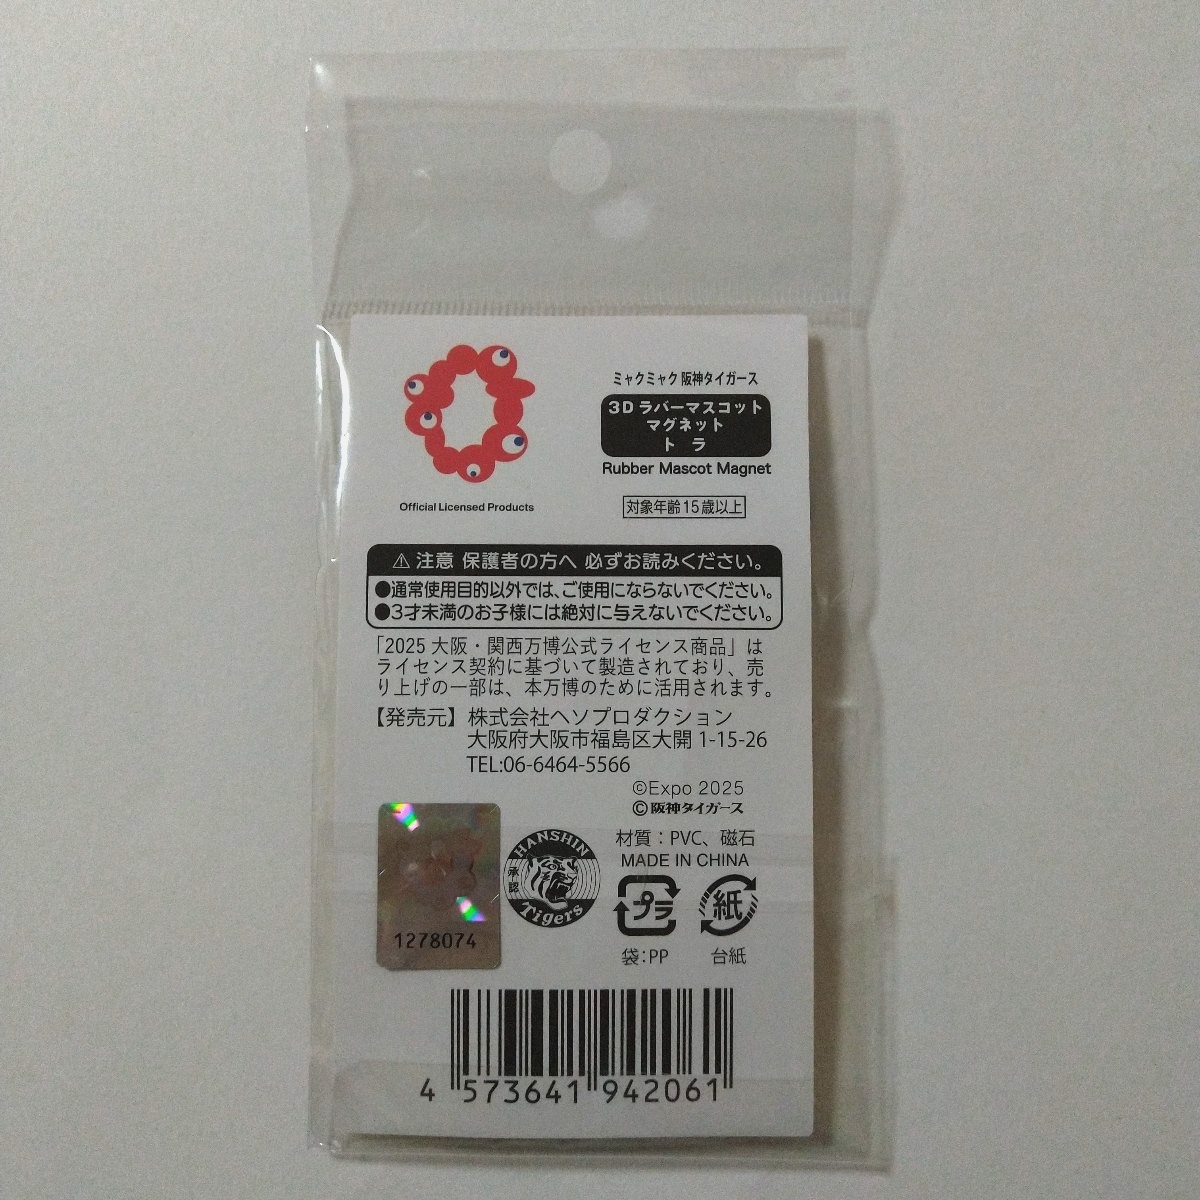 ミャクミャク 阪神タイガース
3D ラバーマスコット
マグネット
トラ
Rubber Mascot Magnet
Official Licensed Products
対象年齢15歳以上
⚠注意 保護者の方へ 必ずお読みください。
●通常使用目的以外では、ご使用にならないでください。
●3才未満のお子様には絶対に与えないでください。
「2025 大阪・関西万博公式ライセンス商品」は
ライセンス契約に基づいて製造されており、売
り上げの一部は、本万博のために活用されます。
【発売元】株式会社ヘソプロダクション
大阪府大阪市福島区大開 1-15-26
TEL:06-6464-5566
©Expo 2025
©阪神タイガース
1278074
HANSHIN
承認
Tigers
材質：PVC、磁石
MADE IN CHINA
プラ
紙
袋:PP
台紙
4 573641 942061